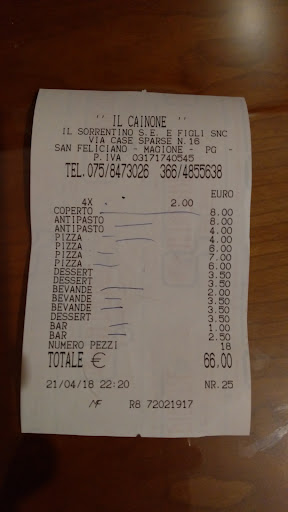 '' IL CAINONE ''
IL SORRENTINO S.E. E FIGLI SNC
VIA CASE SPARSE N.16
SAN FELICIANO - MAGIONE - PG -
P.IVA 03171740545
TEL.075/8473026 366/4855638
EURO
4X 2.00
COPERTO 8.00
ANTIPASTO 8.00
ANTIPASTO 4.00
PIZZA 4.00
PIZZA 6.00
PIZZA 7.00
PIZZA 6.00
DESSERT 3.50
DESSERT 3.50
BEVANDE 2.00
BEVANDE 3.50
BEVANDE 3.50
DESSERT 3.50
BAR 1.00
BAR 2.50
NUMERO PEZZI 18
TOTALE € 66.00
21/04/18 22:20 NR.25
MF R8 72021917